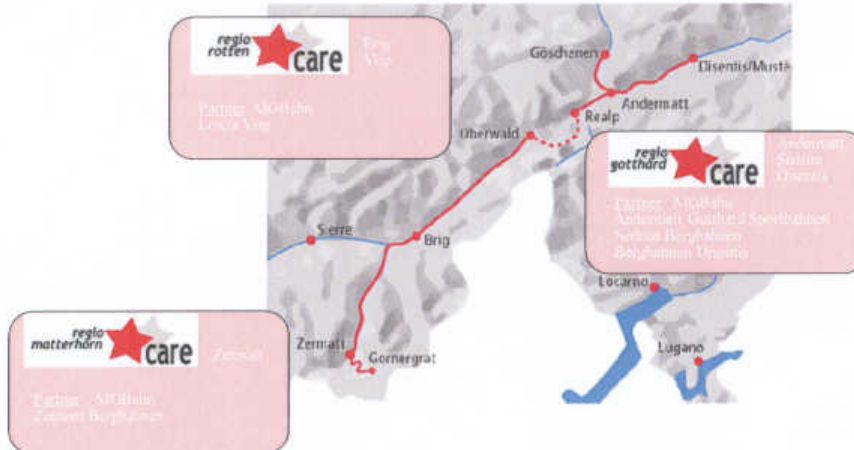 regio
rotten
care
Brig
Visp
Partner MGBahn
Lonza Visp
Göschenen
Disentis/Mustè
Andermatt
Realp
Oberwald
regio
gotthard
care
Andermatt
Sedrun
Disentis
Partner MGBahn
Andermatt Gotthard Sportbahnen
Sedrun Bergbahnen
Bergbahnen Disentis
Sierre
Brig
Locarno
regio
matterhorn
care
Zermatt
Partner MGBahn
Zermatt Bergbahnen
Zermatt
Gornergrat
Lugano